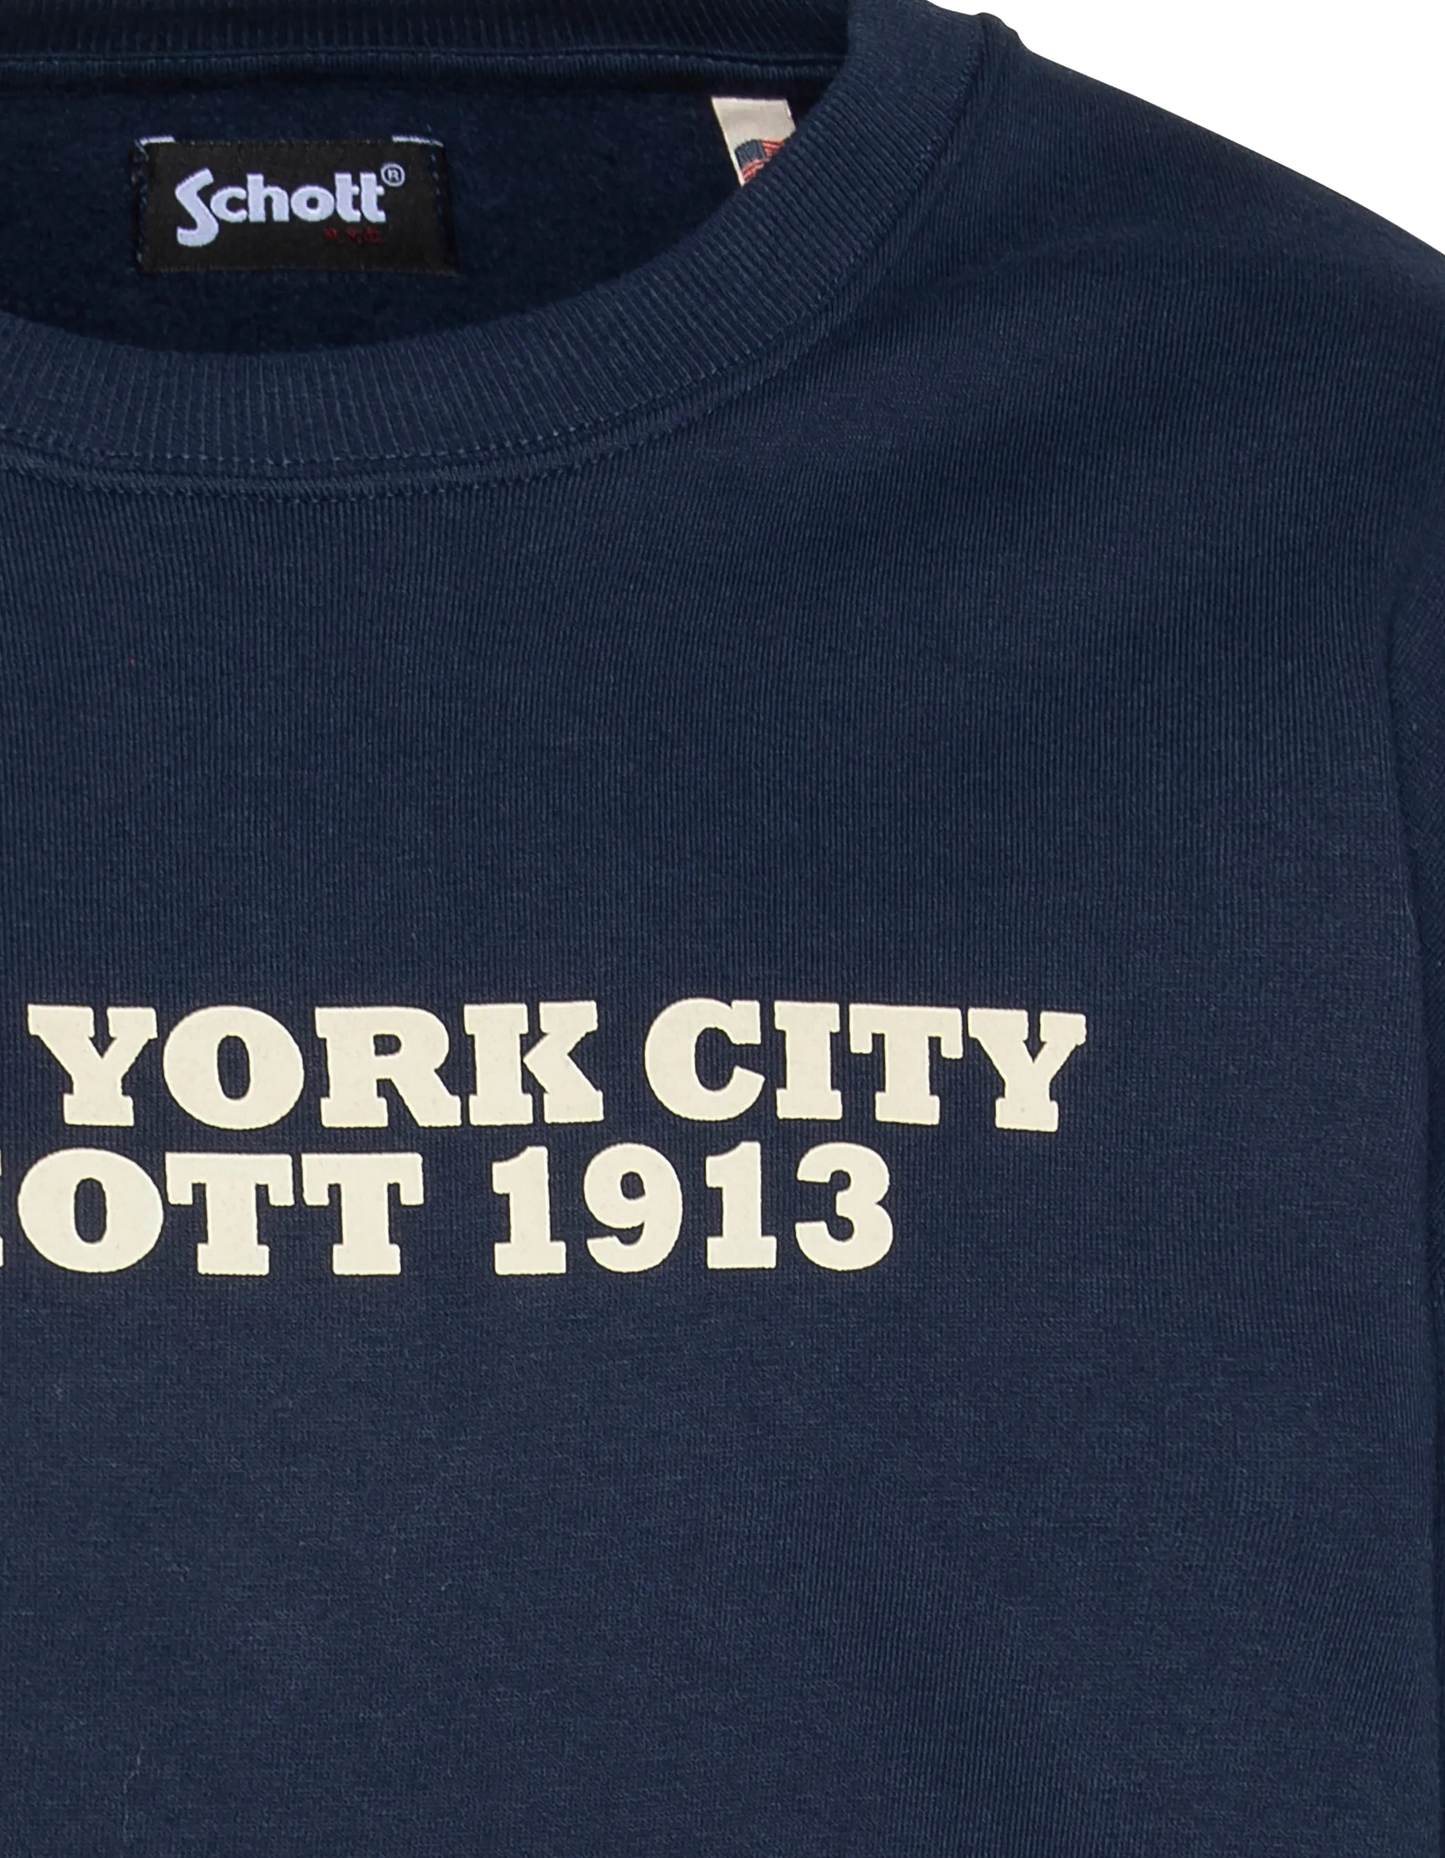 Schott®
N.Y.C.
YORK CITY
OTT 1913